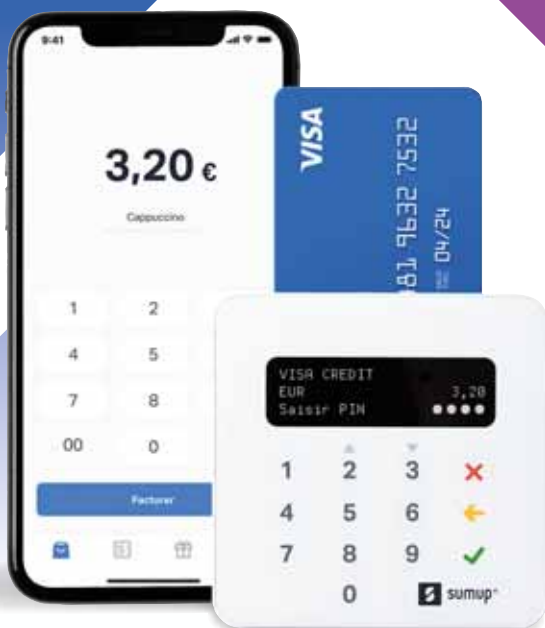 9:41
3,20 €
Cappuccino
1 2
4 5
7 8
00 0
Facturer
VISA
81 9632 7532
04/24
VISA CREDIT
EUR 3,20
Saisir PIN
1 2 3
4 5 6
7 8 9
0
sumup